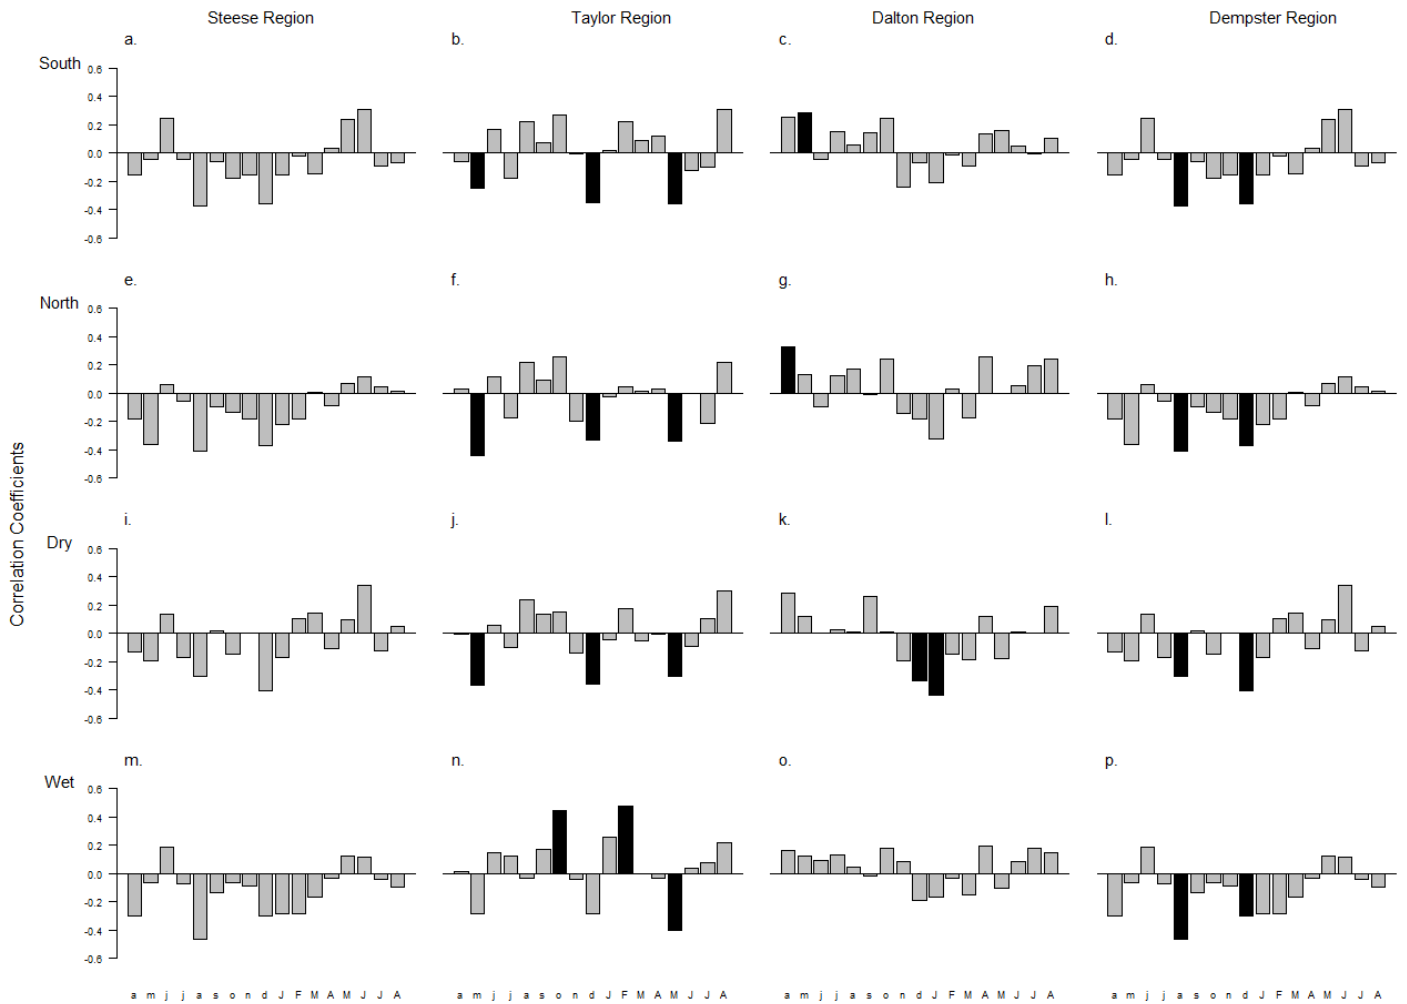 Steese Region Taylor Region Dalton Region Dempster Region
a. b. c. d.
South
0.6
0.4
0.2
0.0
-0.2
-0.4
-0.6
e. f. g. h.
North
0.6
0.4
0.2
0.0
-0.2
-0.4
-0.6
Correlation Coefficients
i. j. k. l.
Dry
0.6
0.4
0.2
0.0
-0.2
-0.4
-0.6
m. n. o. p.
Wet
0.6
0.4
0.2
0.0
-0.2
-0.4
-0.6
a m j j a s o n d J F M A M J J A a m j j a s o n d J F M A M J J A a m j j a s o n d J F M A M J J A a m j j a s o n d J F M A M J J A